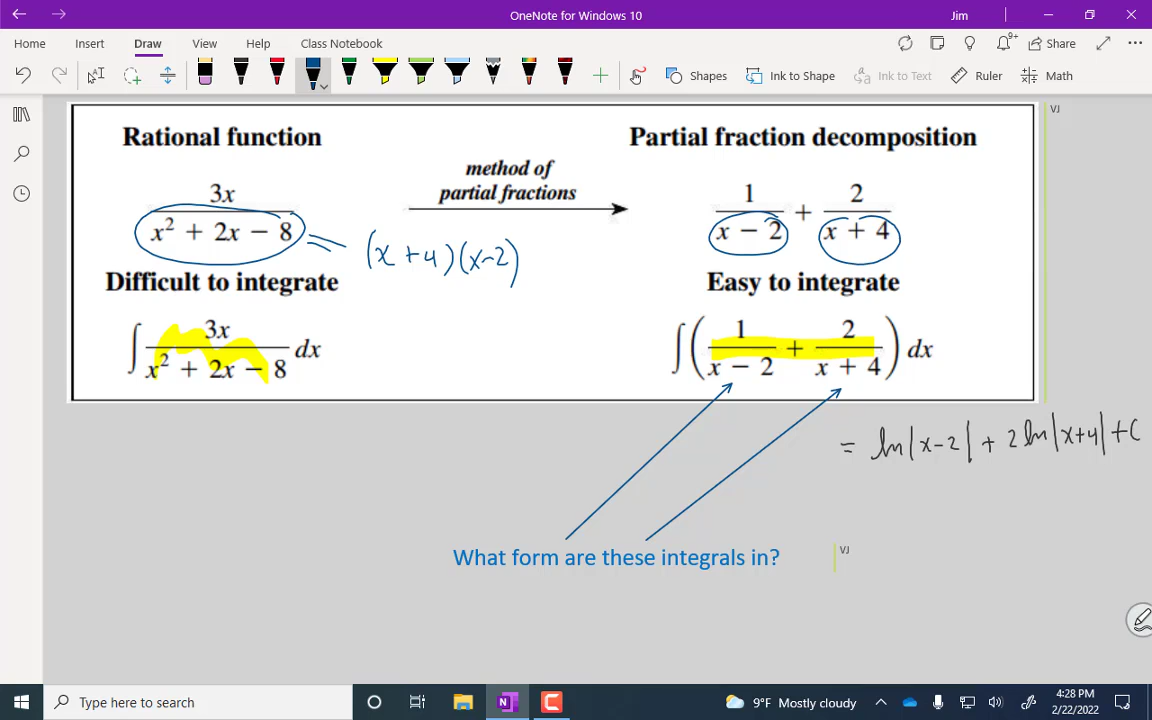 OneNote for Windows 10
Jim
Home Insert Draw View Help Class Notebook
Share
Shapes Ink to Shape Ink to Text Ruler Math
VJ
Rational function
Partial fraction decomposition
method of
partial fractions
3x / (x² + 2x − 8) = (x+4)(x−2)
1/(x − 2) + 2/(x + 4)
Difficult to integrate
Easy to integrate
∫ 3x / (x² + 2x − 8) dx
∫ (1/(x − 2) + 2/(x + 4)) dx
= ln|x−2| + 2 ln|x+4| + C
What form are these integrals in?
VJ
Type here to search
9°F Mostly cloudy
4:28 PM
2/22/2022